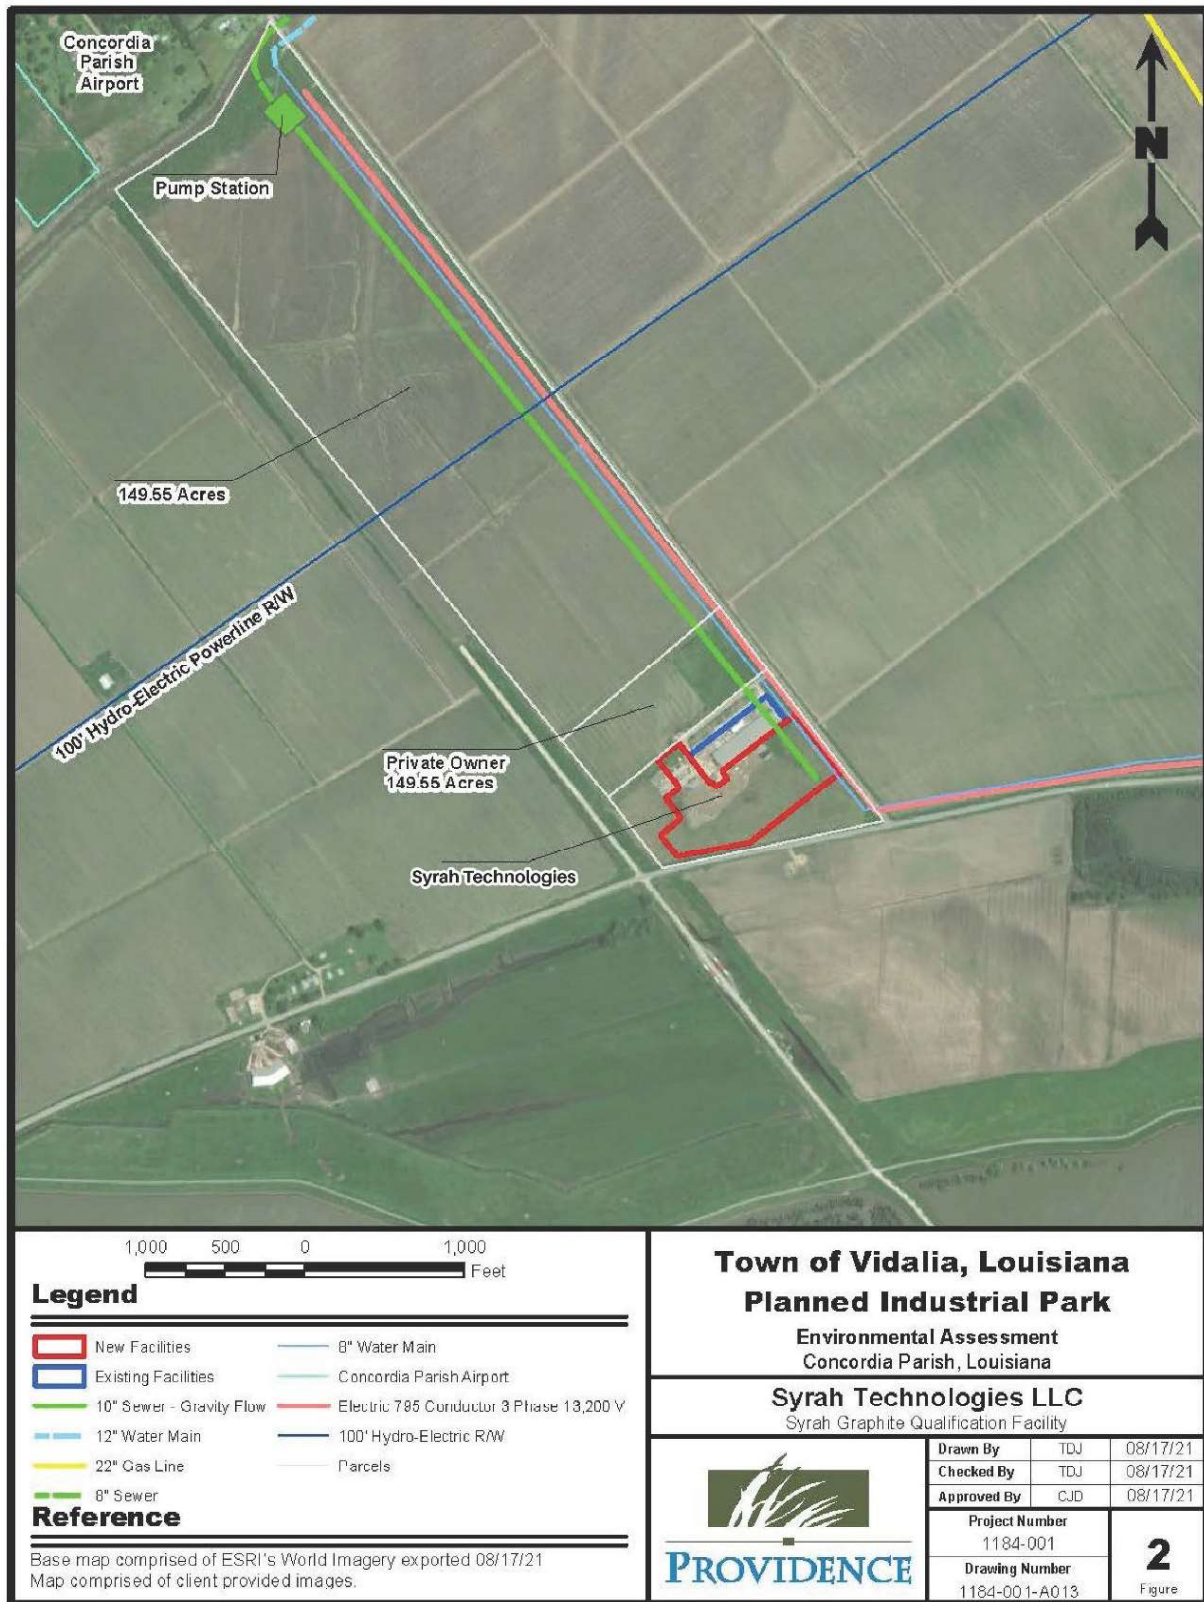 Concordia
Parish
Airport
N
Pump Station
149.55 Acres
100' Hydro-Electric Powerline R/W
Private Owner
149.55 Acres
Syrah Technologies
1,000 500 0 1,000
Feet
Legend
New Facilities
Existing Facilities
10" Sewer - Gravity Flow
12" Water Main
22" Gas Line
8" Sewer
8" Water Main
Concordia Parish Airport
Electric 795 Conductor 3 Phase 13,200 V
100' Hydro-Electric R/W
Parcels
Reference
Base map comprised of ESRI's World Imagery exported 08/17/21
Map comprised of client provided images.
Town of Vidalia, Louisiana
Planned Industrial Park
Environmental Assessment
Concordia Parish, Louisiana
Syrah Technologies LLC
Syrah Graphite Qualification Facility
PROVIDENCE
Drawn By TDJ 08/17/21
Checked By TDJ 08/17/21
Approved By CJD 08/17/21
Project Number
1184-001
Drawing Number
1184-001-A013
2
Figure